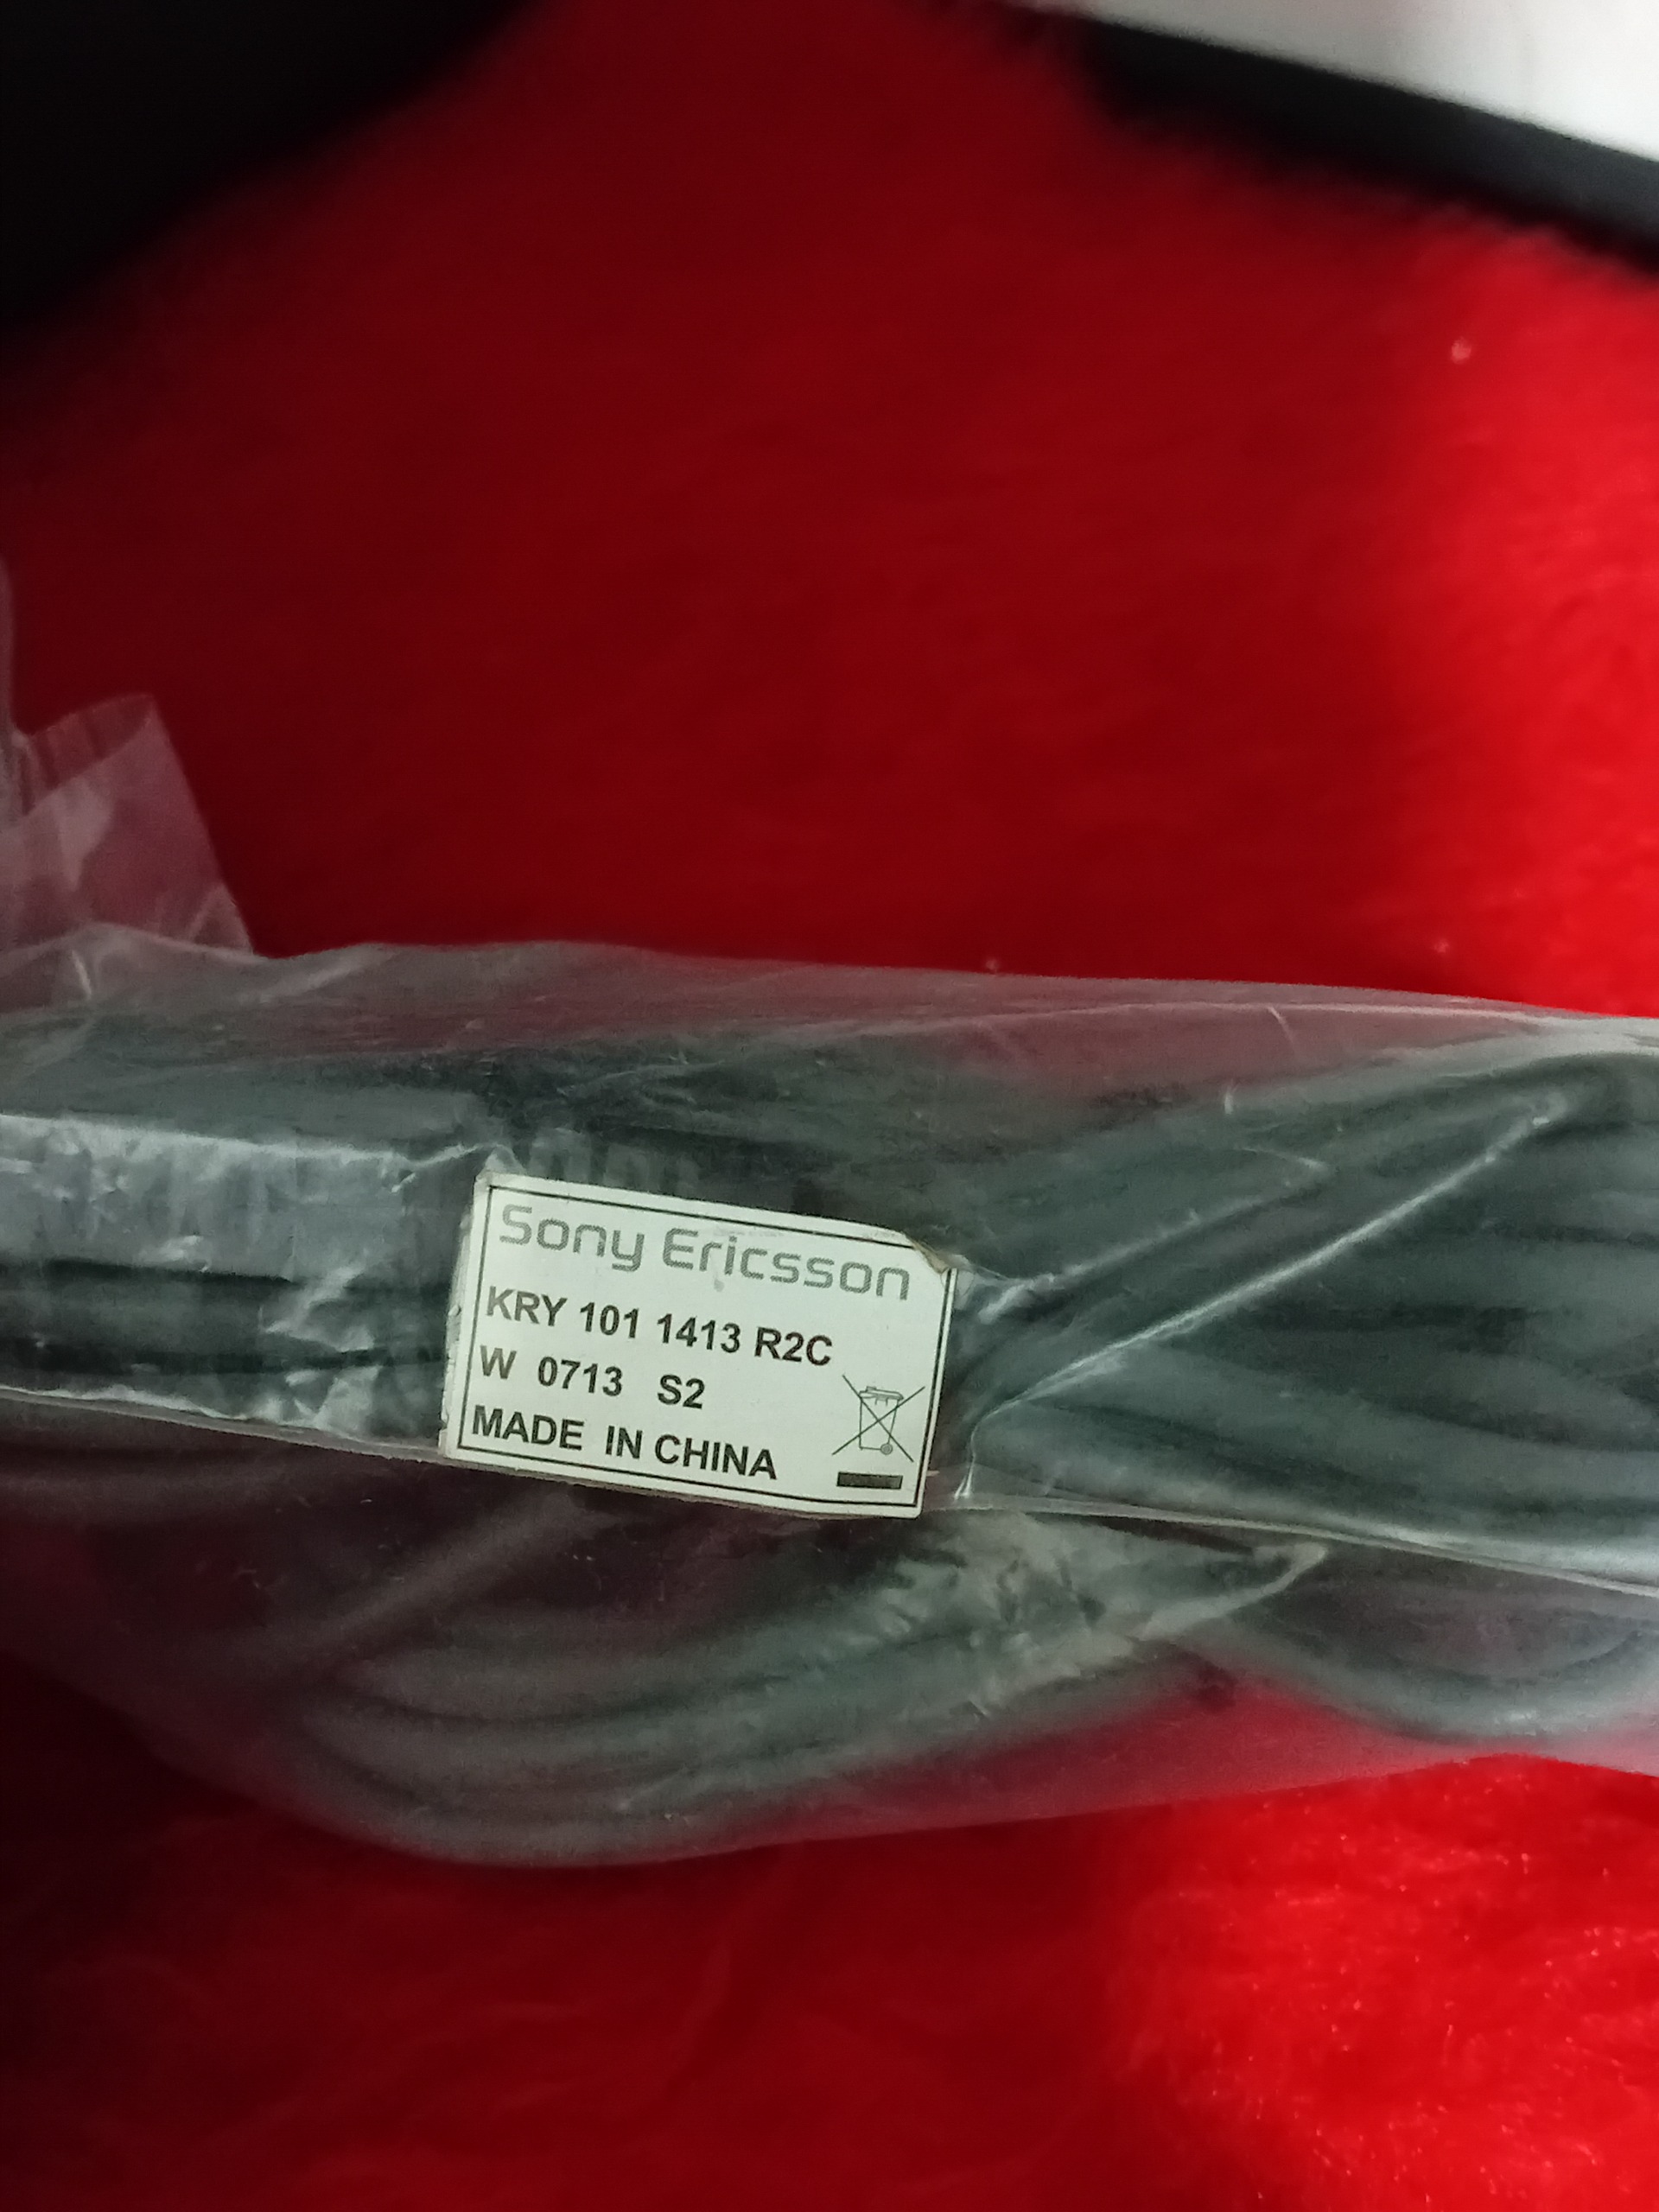 Sony Ericsson
KRY 101 1413 R2C
W 0713 S2
MADE IN CHINA